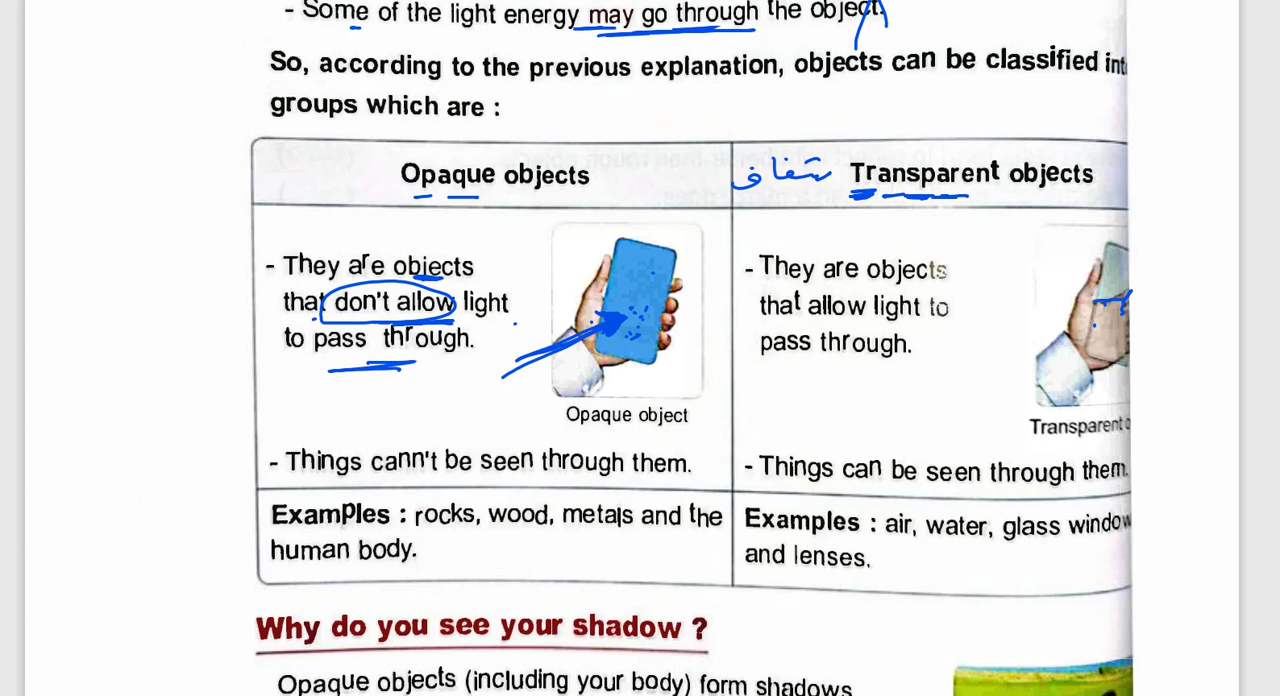 - Some of the light energy may go through the object.
So, according to the previous explanation, objects can be classified
groups which are :
Opaque objects
شفاف Transparent objects
- They are objects
that don't allow light
to pass through.
Opaque object
- Things cann't be seen through them.
- They are objects
that allow light to
pass through.
Transparent
- Things can be seen through them.
Examples : rocks, wood, metals and the
human body.
Examples : air, water, glass window
and lenses.
Why do you see your shadow ?
Opaque objects (including your body) form shadows